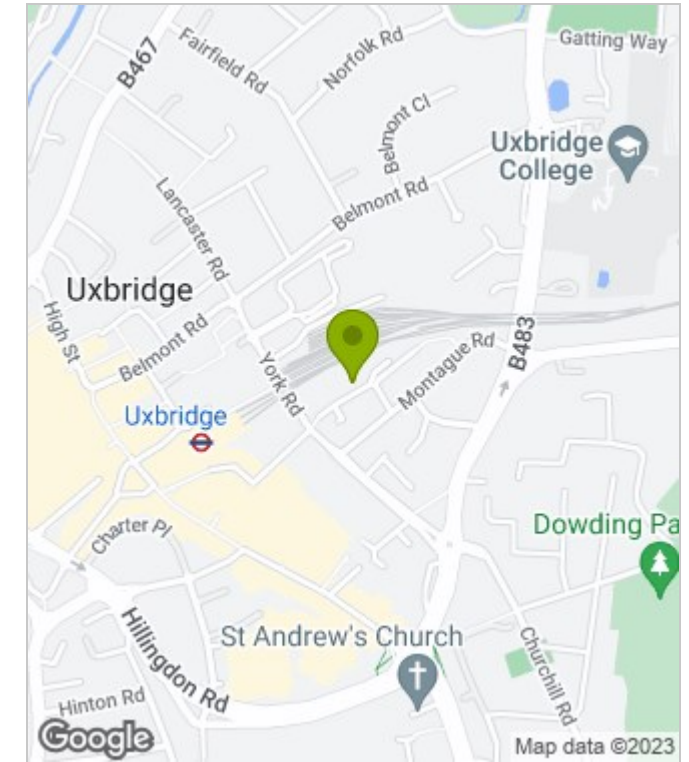 B467
Fairfield Rd
Norfolk Rd
Gatting Way
Belmont Cl
Uxbridge
College
Lancaster Rd
Belmont Rd
Uxbridge
High St
Belmont Rd
York Rd
Montague Rd
B483
Uxbridge
Charter Pl
Dowding Pa
Hillingdon Rd
St Andrew's Church
Churchill Rd
Hinton Rd
Google
Map data ©2023